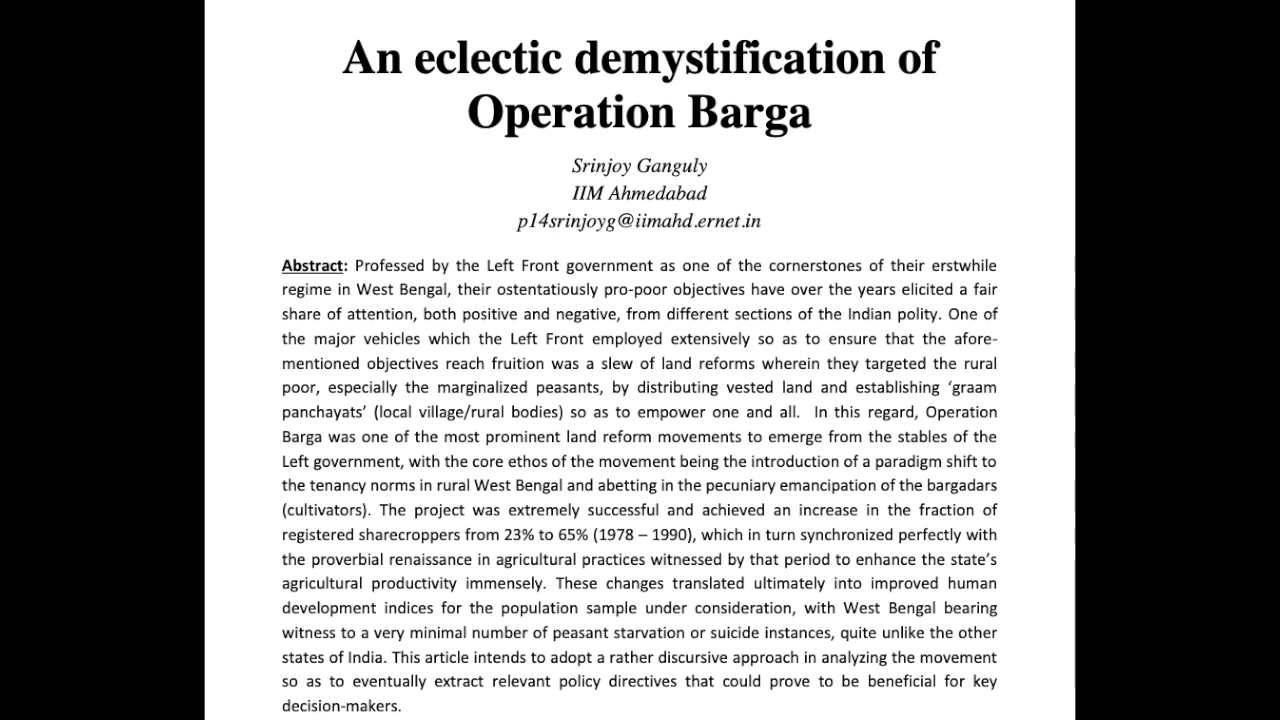 An eclectic demystification of
Operation Barga
Srinjoy Ganguly
IIM Ahmedabad
p14srinjoyg@iimahd.ernet.in
Abstract: Professed by the Left Front government as one of the cornerstones of their erstwhile
regime in West Bengal, their ostentatiously pro-poor objectives have over the years elicited a fair
share of attention, both positive and negative, from different sections of the Indian polity. One of
the major vehicles which the Left Front employed extensively so as to ensure that the afore-
mentioned objectives reach fruition was a slew of land reforms wherein they targeted the rural
poor, especially the marginalized peasants, by distributing vested land and establishing ‘graam
panchayats’ (local village/rural bodies) so as to empower one and all. In this regard, Operation
Barga was one of the most prominent land reform movements to emerge from the stables of the
Left government, with the core ethos of the movement being the introduction of a paradigm shift to
the tenancy norms in rural West Bengal and abetting in the pecuniary emancipation of the bargadars
(cultivators). The project was extremely successful and achieved an increase in the fraction of
registered sharecroppers from 23% to 65% (1978 – 1990), which in turn synchronized perfectly with
the proverbial renaissance in agricultural practices witnessed by that period to enhance the state’s
agricultural productivity immensely. These changes translated ultimately into improved human
development indices for the population sample under consideration, with West Bengal bearing
witness to a very minimal number of peasant starvation or suicide instances, quite unlike the other
states of India. This article intends to adopt a rather discursive approach in analyzing the movement
so as to eventually extract relevant policy directives that could prove to be beneficial for key
decision-makers.